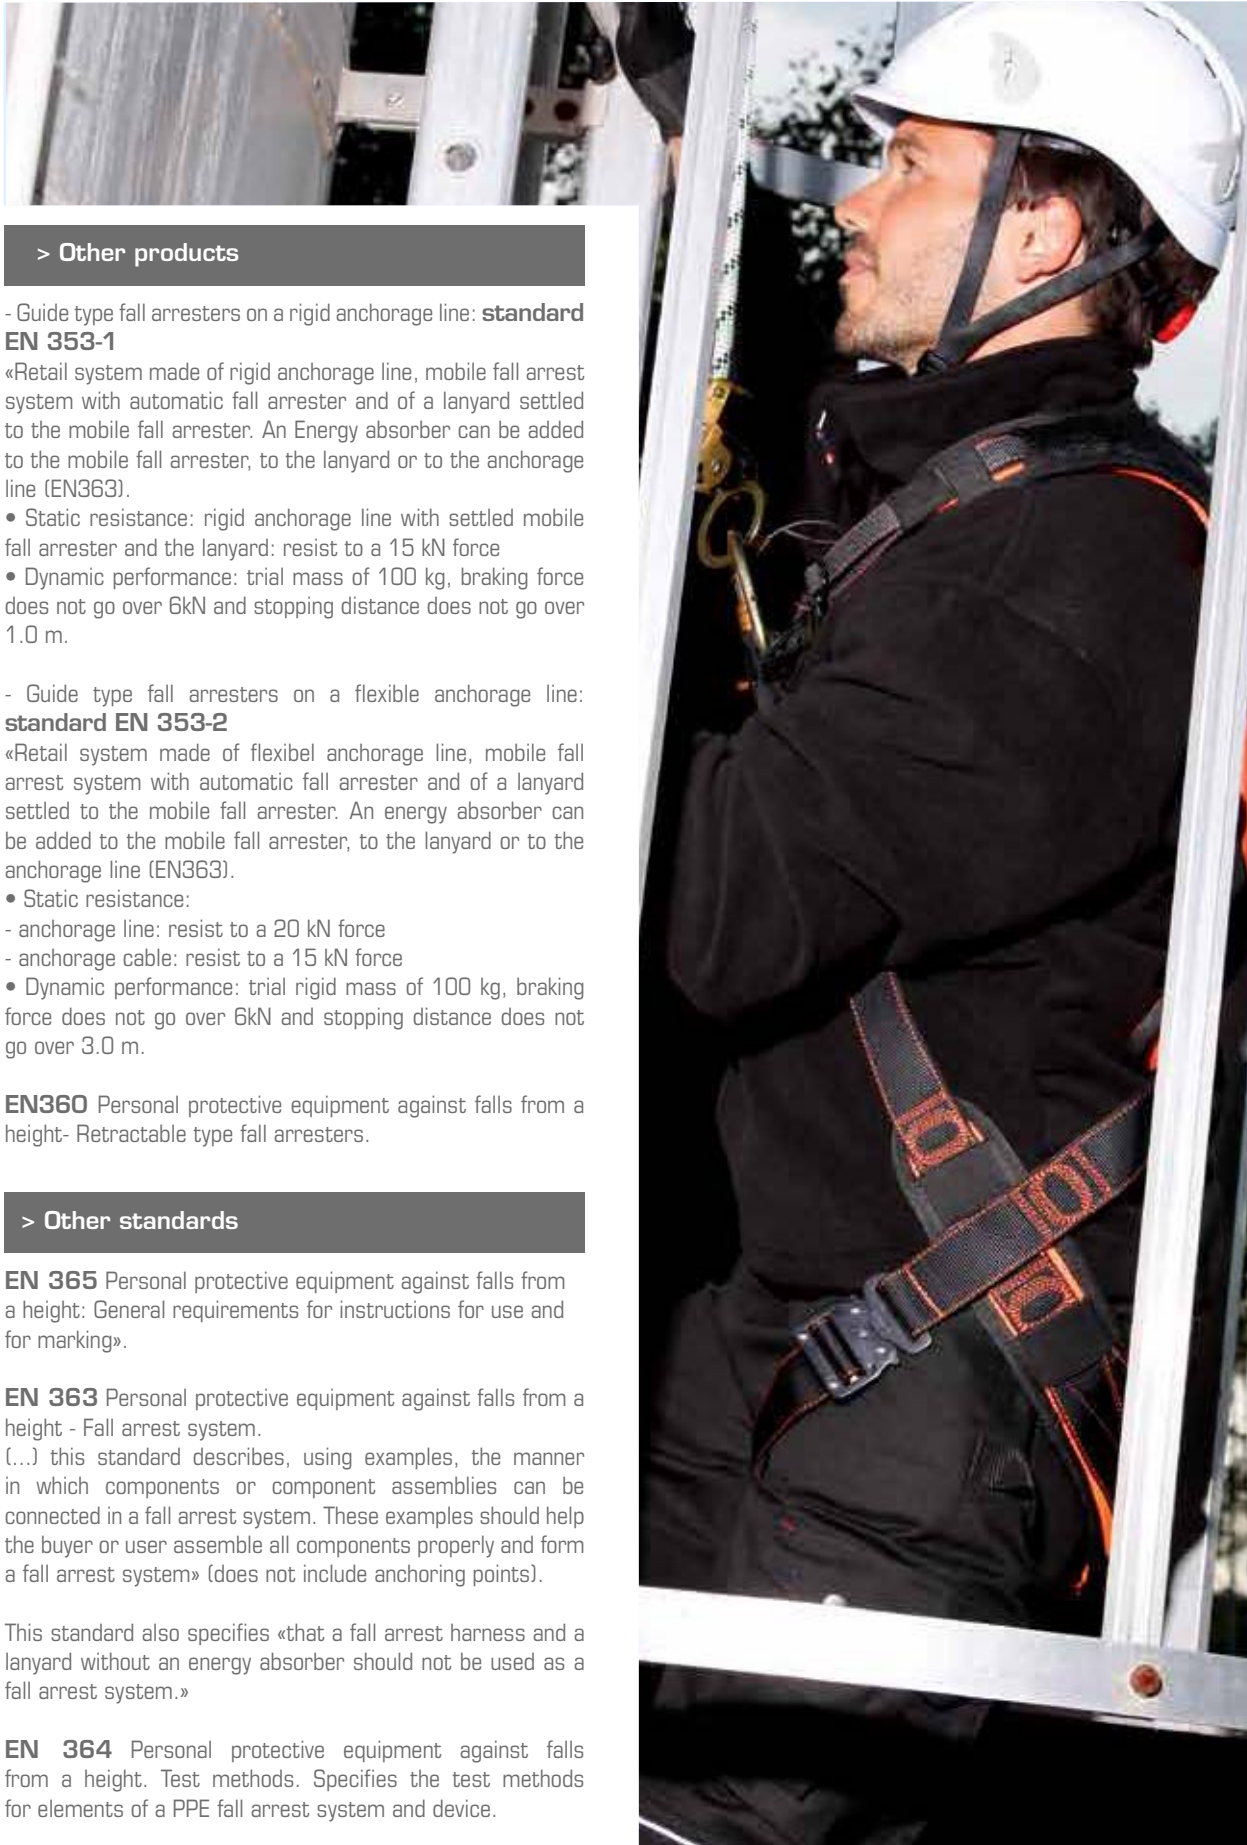 > Other products
- Guide type fall arresters on a rigid anchorage line: standard
EN 353-1
«Retail system made of rigid anchorage line, mobile fall arrest
system with automatic fall arrester and of a lanyard settled
to the mobile fall arrester. An Energy absorber can be added
to the mobile fall arrester, to the lanyard or to the anchorage
line (EN363).
• Static resistance: rigid anchorage line with settled mobile
fall arrester and the lanyard: resist to a 15 kN force
• Dynamic performance: trial mass of 100 kg, braking force
does not go over 6kN and stopping distance does not go over
1.0 m.
- Guide type fall arresters on a flexible anchorage line:
standard EN 353-2
«Retail system made of flexibel anchorage line, mobile fall
arrest system with automatic fall arrester and of a lanyard
settled to the mobile fall arrester. An energy absorber can
be added to the mobile fall arrester, to the lanyard or to the
anchorage line (EN363).
• Static resistance:
- anchorage line: resist to a 20 kN force
- anchorage cable: resist to a 15 kN force
• Dynamic performance: trial rigid mass of 100 kg, braking
force does not go over 6kN and stopping distance does not
go over 3.0 m.
EN360 Personal protective equipment against falls from a
height- Retractable type fall arresters.
> Other standards
EN 365 Personal protective equipment against falls from
a height: General requirements for instructions for use and
for marking».
EN 363 Personal protective equipment against falls from a
height - Fall arrest system.
(...) this standard describes, using examples, the manner
in which components or component assemblies can be
connected in a fall arrest system. These examples should help
the buyer or user assemble all components properly and form
a fall arrest system» (does not include anchoring points).
This standard also specifies «that a fall arrest harness and a
lanyard without an energy absorber should not be used as a
fall arrest system.»
EN 364 Personal protective equipment against falls
from a height. Test methods. Specifies the test methods
for elements of a PPE fall arrest system and device.